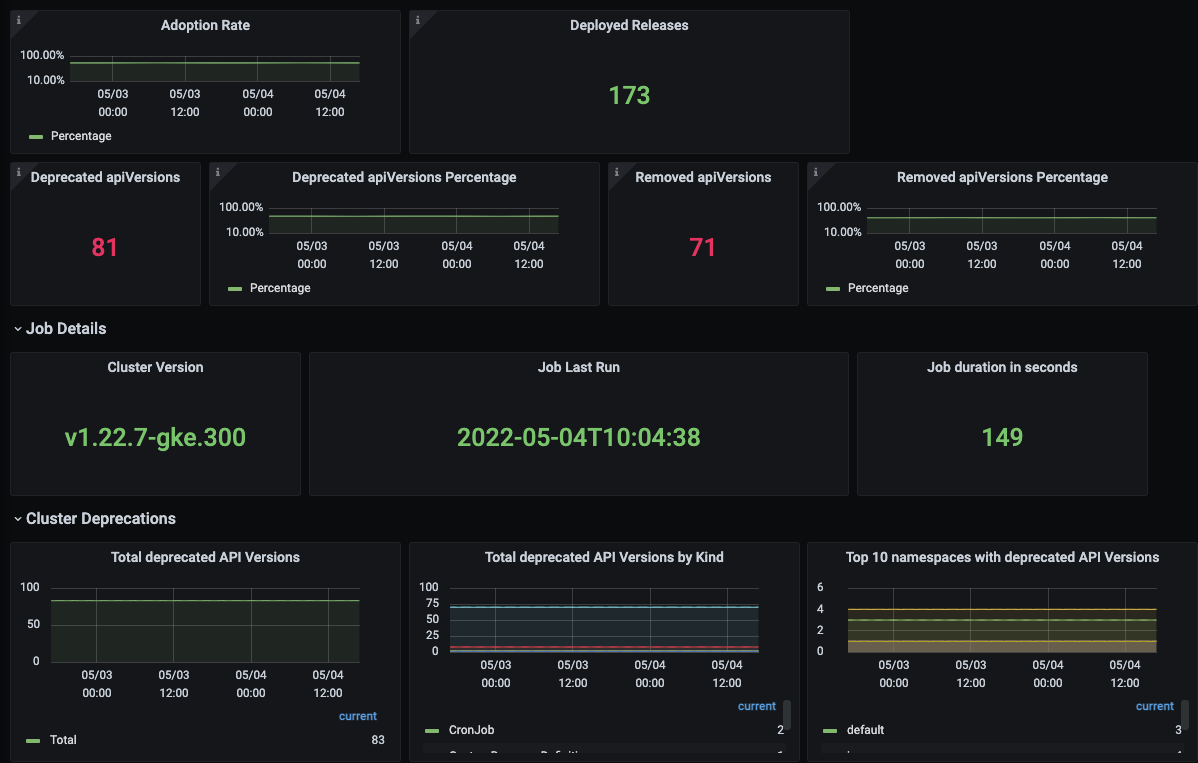 Adoption Rate
100.00%
10.00%
05/03 05/03 05/04 05/04
00:00 12:00 00:00 12:00
Percentage
Deployed Releases
173
Deprecated apiVersions
81
Deprecated apiVersions Percentage
100.00%
10.00%
05/03 05/03 05/04 05/04
00:00 12:00 00:00 12:00
Percentage
Removed apiVersions
71
Removed apiVersions Percentage
100.00%
10.00%
05/03 05/03 05/04 05/04
00:00 12:00 00:00 12:00
Percentage
Job Details
Cluster Version
v1.22.7-gke.300
Job Last Run
2022-05-04T10:04:38
Job duration in seconds
149
Cluster Deprecations
Total deprecated API Versions
100
50
0
05/03 05/03 05/04 05/04
00:00 12:00 00:00 12:00
current
Total 83
Total deprecated API Versions by Kind
100
75
50
25
0
05/03 05/03 05/04 05/04
00:00 12:00 00:00 12:00
current
CronJob 2
Top 10 namespaces with deprecated API Versions
6
4
2
0
05/03 05/03 05/04 05/04
00:00 12:00 00:00 12:00
current
default 3